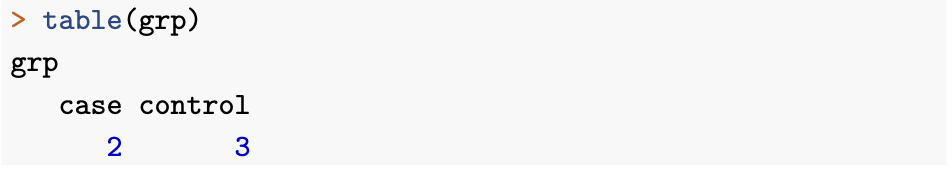 > table(grp)
grp
   case control
      2       3